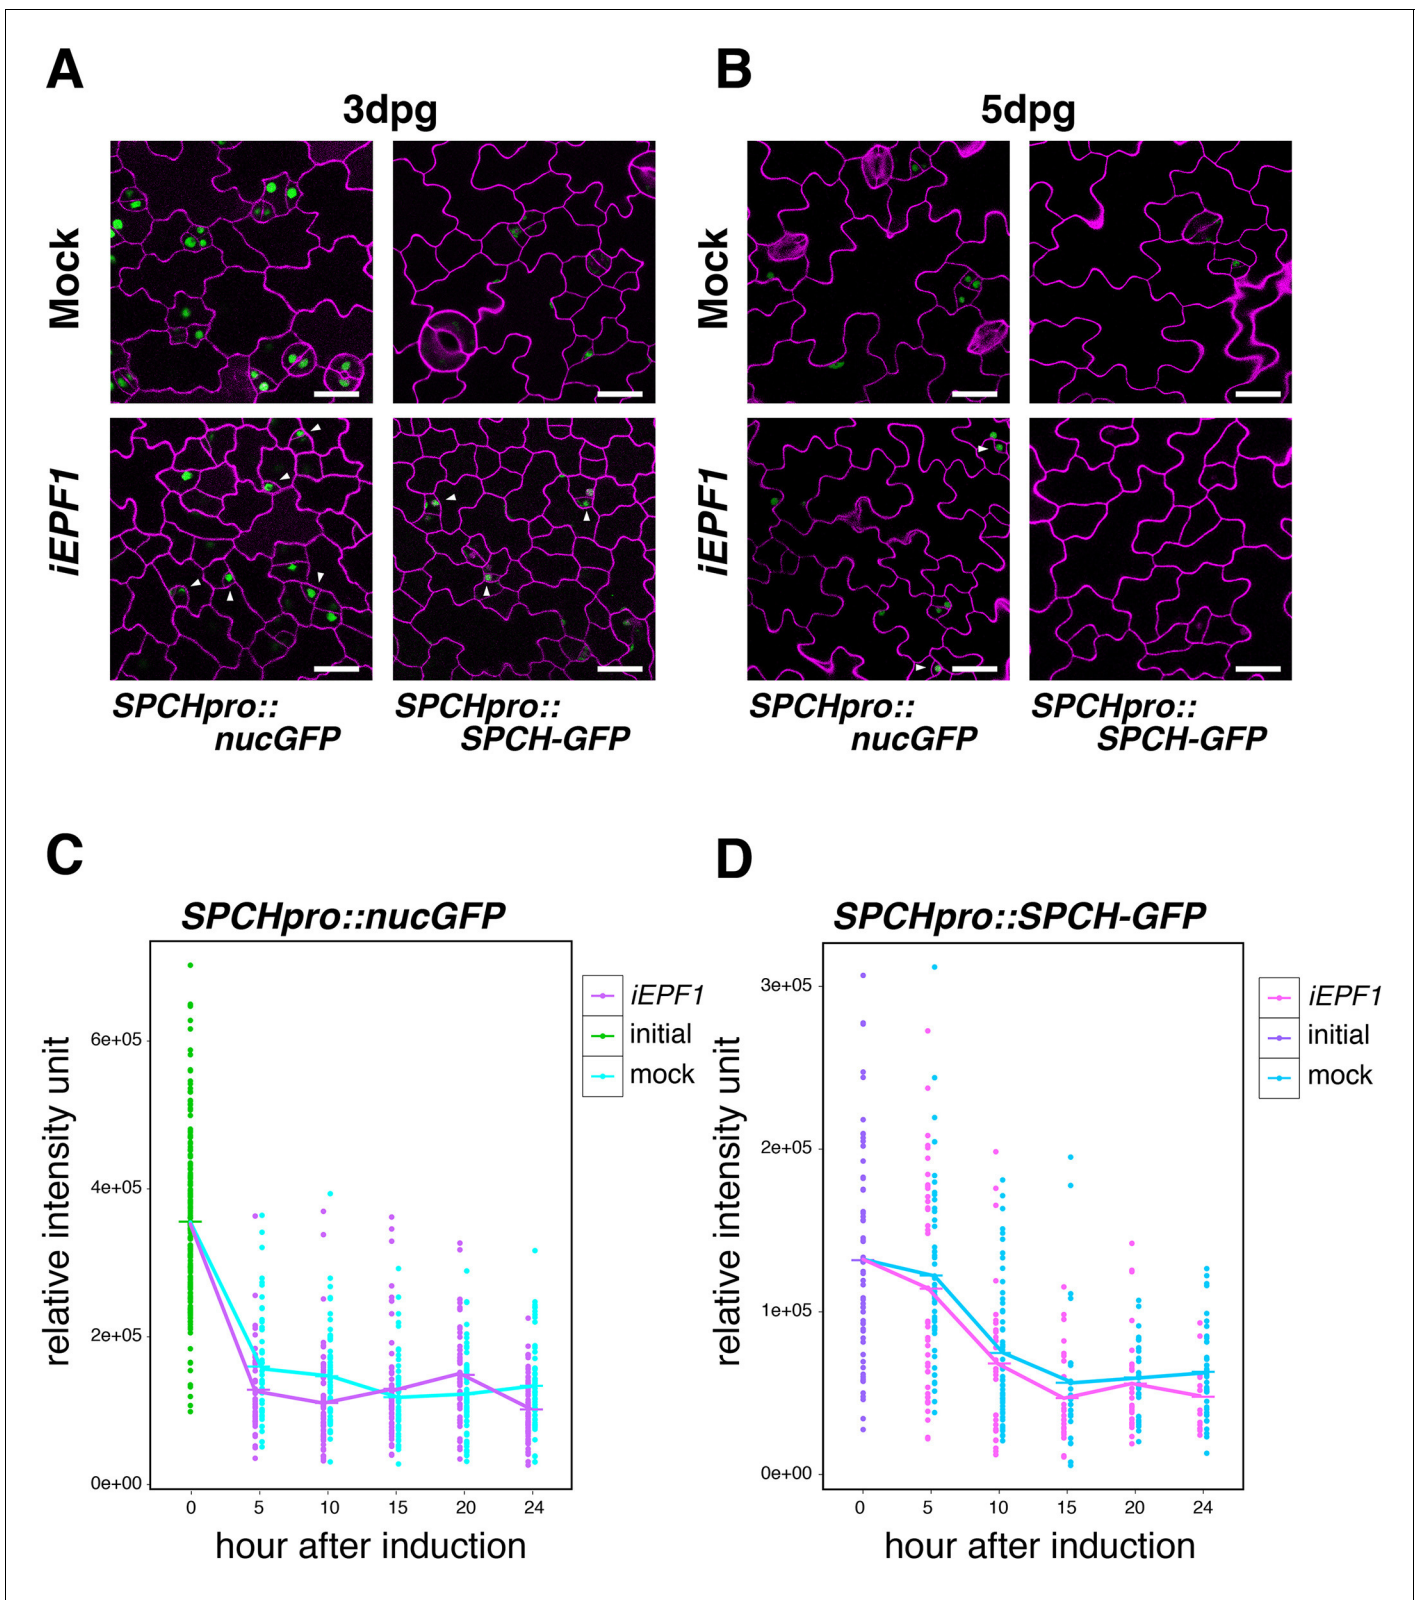 A
B
3dpg
5dpg
Mock
Mock
iEPF1
iEPF1
SPCHpro::
nucGFP
SPCHpro::
SPCH-GFP
SPCHpro::
nucGFP
SPCHpro::
SPCH-GFP
C
SPCHpro::nucGFP
relative intensity unit
6e+05
4e+05
2e+05
0e+00
0 5 10 15 20 24
hour after induction
iEPF1
initial
mock
D
SPCHpro::SPCH-GFP
relative intensity unit
3e+05
2e+05
1e+05
0e+00
0 5 10 15 20 24
hour after induction
iEPF1
initial
mock